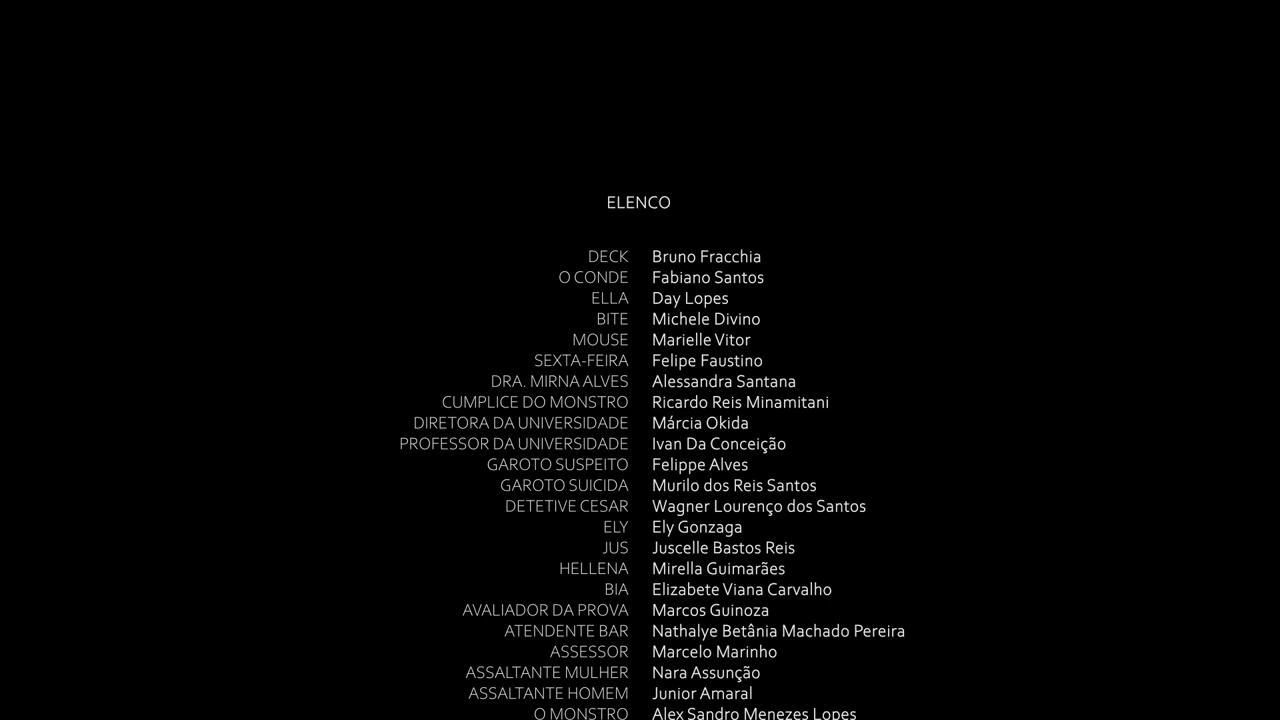 ELENCO
DECK Bruno Fracchia
O CONDE Fabiano Santos
ELLA Day Lopes
BITE Michele Divino
MOUSE Marielle Vitor
SEXTA-FEIRA Felipe Faustino
DRA. MIRNA ALVES Alessandra Santana
CUMPLICE DO MONSTRO Ricardo Reis Minamitani
DIRETORA DA UNIVERSIDADE Márcia Okida
PROFESSOR DA UNIVERSIDADE Ivan Da Conceição
GAROTO SUSPEITO Felippe Alves
GAROTO SUICIDA Murilo dos Reis Santos
DETETIVE CESAR Wagner Lourenço dos Santos
ELY Ely Gonzaga
JUS Juscelle Bastos Reis
HELLENA Mirella Guimarães
BIA Elizabete Viana Carvalho
AVALIADOR DA PROVA Marcos Guinoza
ATENDENTE BAR Nathalye Betânia Machado Pereira
ASSESSOR Marcelo Marinho
ASSALTANTE MULHER Nara Assunção
ASSALTANTE HOMEM Junior Amaral
O MONSTRO Alex Sandro Menezes Lopes